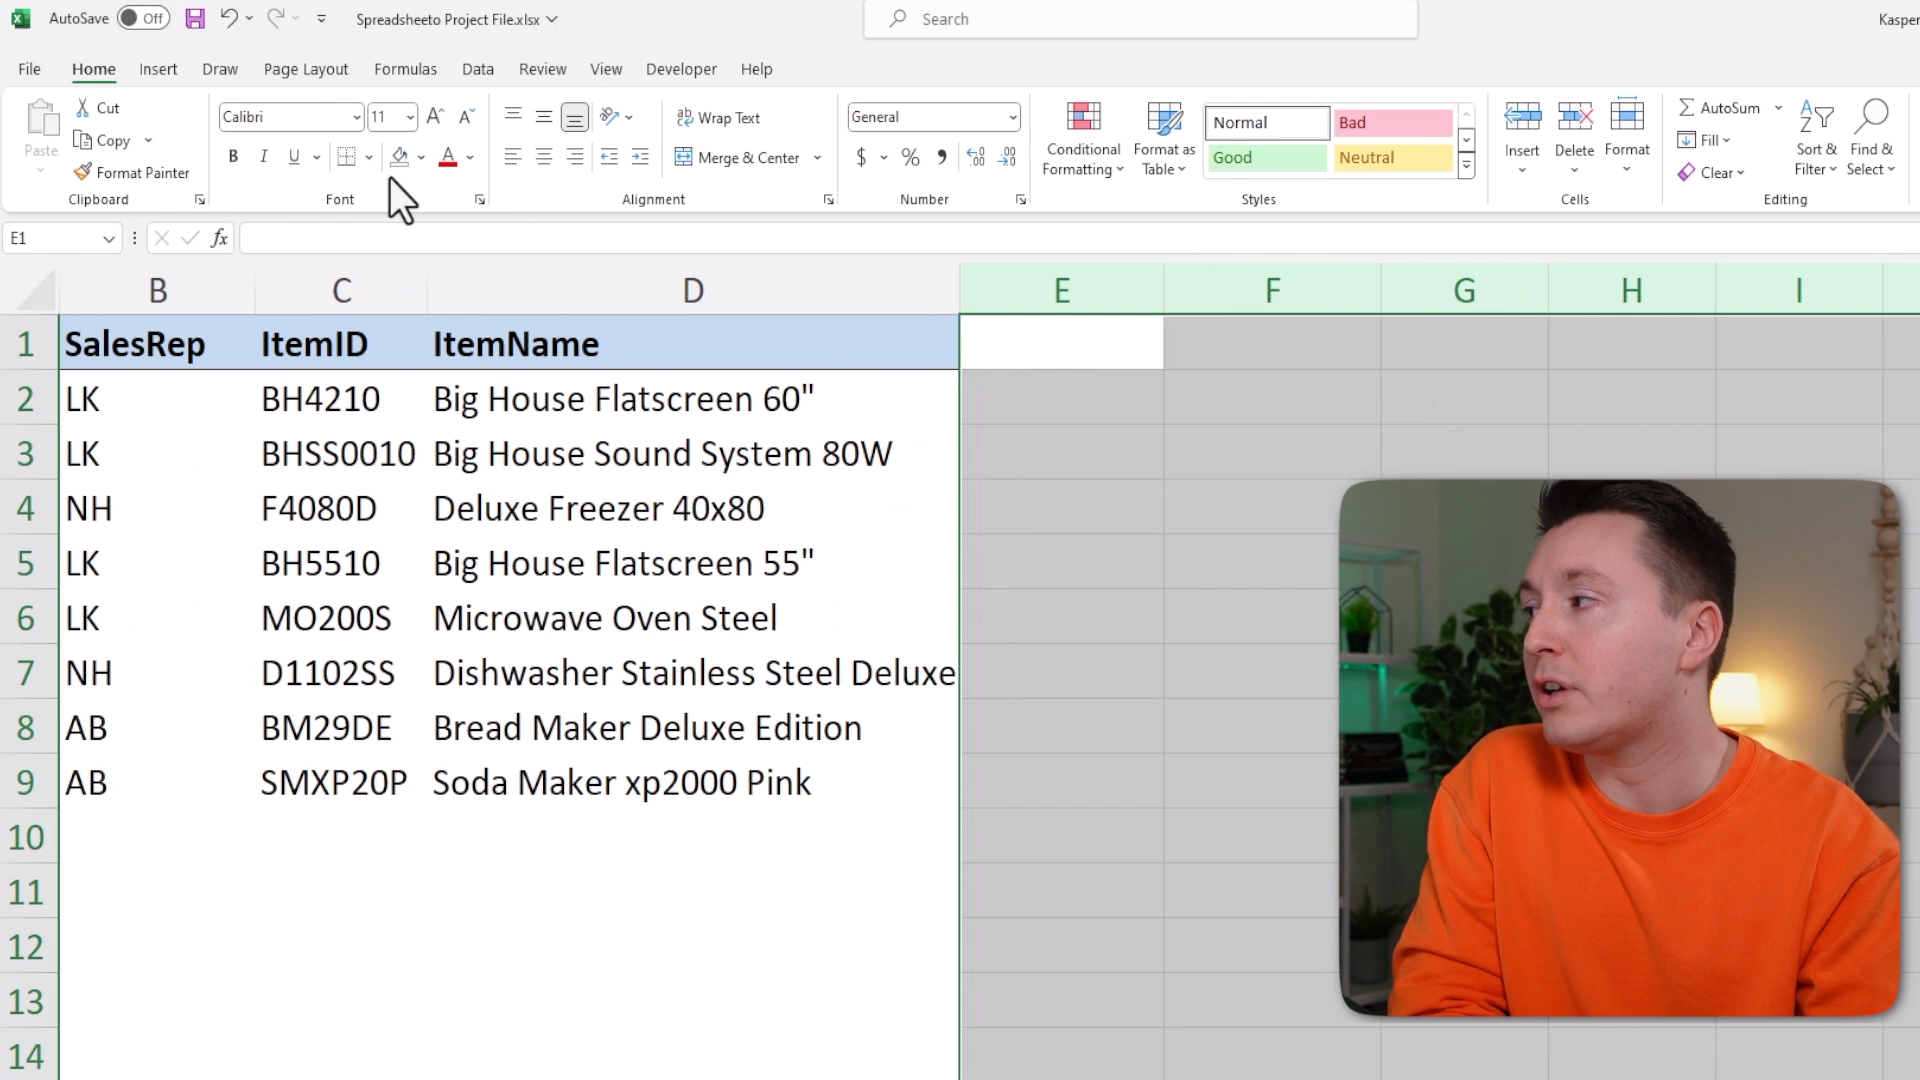 AutoSave Off Spreadsheeto Project File.xlsx Search Kasper
File Home Insert Draw Page Layout Formulas Data Review View Developer Help
Paste Cut Copy Format Painter Clipboard
Calibri 11 B I U A Font
ab Wrap Text Merge & Center Alignment
General $ % Number
Conditional Formatting Format as Table Normal Bad Good Neutral Styles
Insert Delete Format Cells
AutoSum Fill Clear Sort & Filter Find & Select Editing
E1 fx
B C D E F G H I
1 SalesRep ItemID ItemName
2 LK BH4210 Big House Flatscreen 60"
3 LK BHSS0010 Big House Sound System 80W
4 NH F4080D Deluxe Freezer 40x80
5 LK BH5510 Big House Flatscreen 55"
6 LK MO200S Microwave Oven Steel
7 NH D1102SS Dishwasher Stainless Steel Deluxe
8 AB BM29DE Bread Maker Deluxe Edition
9 AB SMXP20P Soda Maker xp2000 Pink
10
11
12
13
14